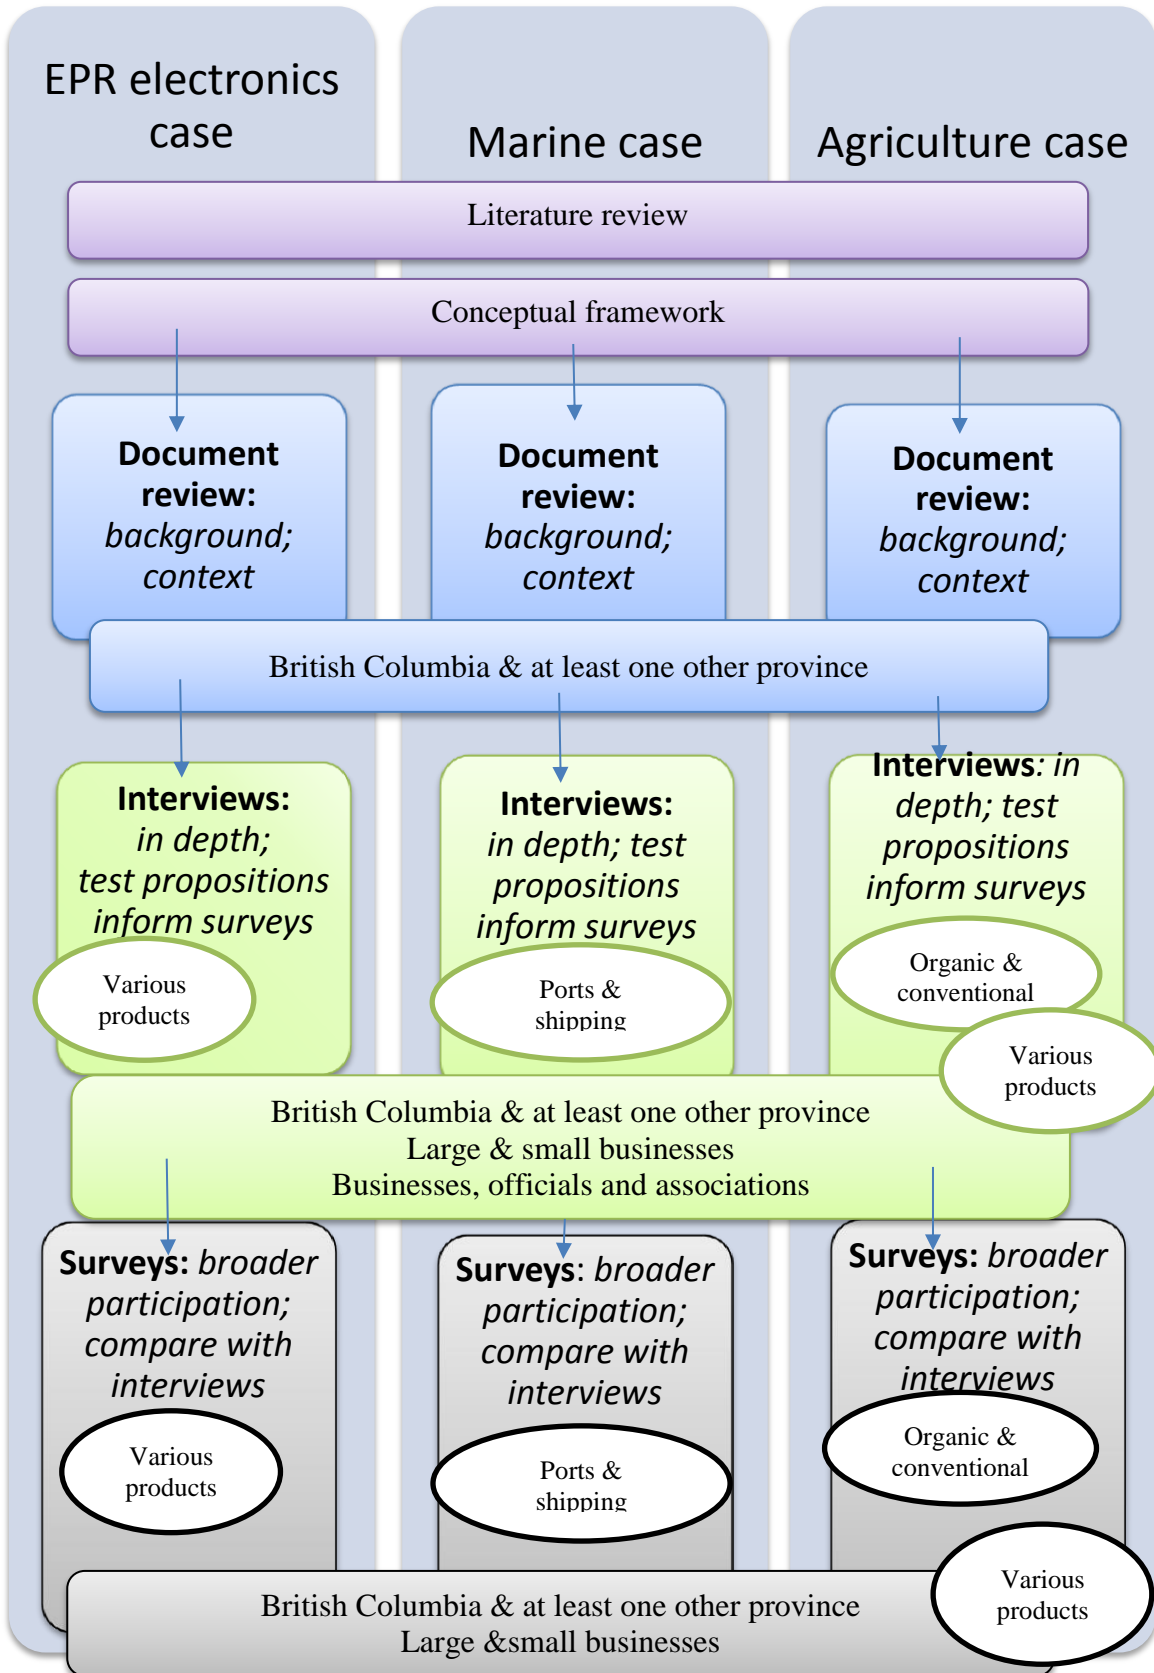 EPR electronics
case
Marine case
Agriculture case
Literature review
Conceptual framework
Document
review:
background;
context
Document
review:
background;
context
Document
review:
background;
context
British Columbia & at least one other province
Interviews:
in depth;
test propositions
inform surveys
Various
products
Interviews:
in depth; test
propositions
inform surveys
Ports &
shipping
Interviews: in
depth; test
propositions
inform surveys
Organic &
conventional
Various
products
British Columbia & at least one other province
Large & small businesses
Businesses, officials and associations
Surveys: broader
participation;
compare with
interviews
Various
products
Surveys: broader
participation;
compare with
interviews
Ports &
shipping
Surveys: broader
participation;
compare with
interviews
Organic &
conventional
Various
products
British Columbia & at least one other province
Large &small businesses